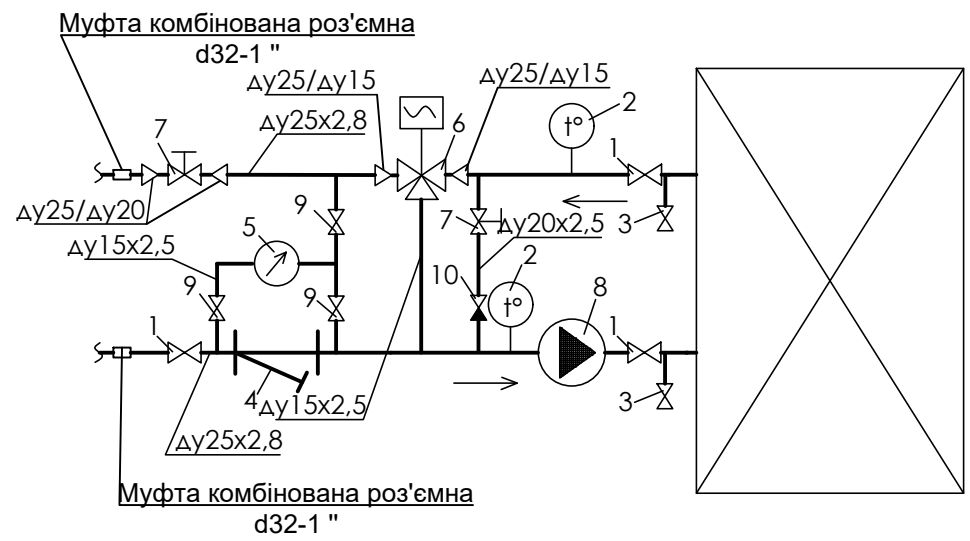 Муфта комбінована роз'ємна
d32-1 "
ду25/ду15
ду25/ду15
ду25х2,8
7
6
2
t°
1
ду25/ду20
9
7
3
ду15х2,5
5
ду20х2,5
2
9
9
10
t°
8
1
1
4
ду15х2,5
3
ду25х2,8
Муфта комбінована роз'ємна
d32-1 "